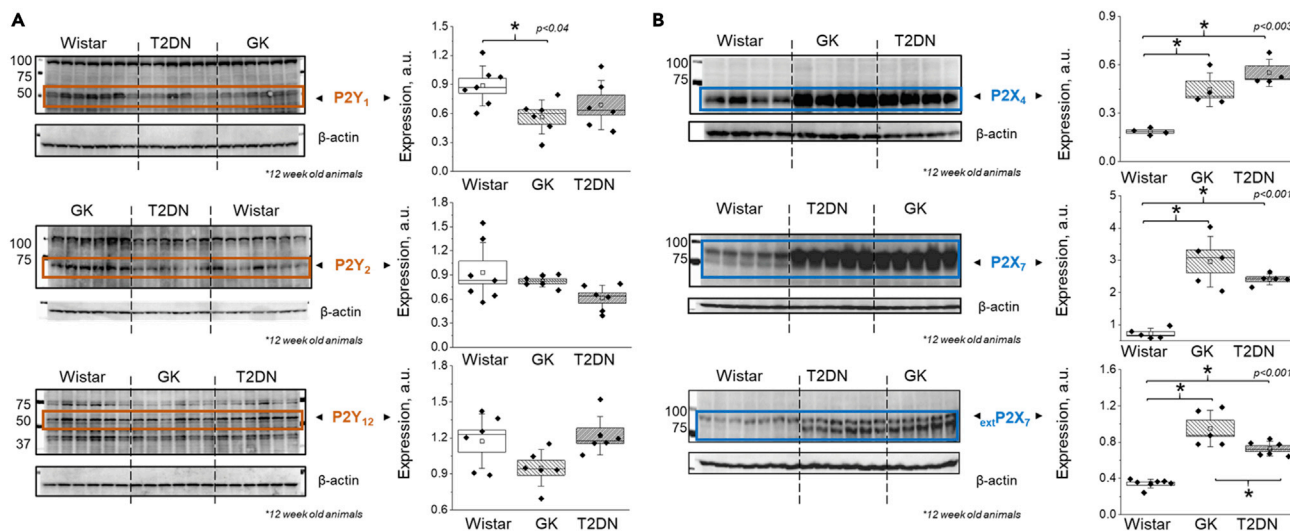 A
Wistar T2DN GK
100
75
50
P2Y1
β-actin
*12 week old animals
Expression, a.u.
1.5
1.2
0.9
0.6
0.3
0.0
* p<0.04
Wistar GK T2DN
GK T2DN Wistar
100
75
P2Y2
β-actin
*12 week old animals
Expression, a.u.
1.8
1.5
1.2
0.9
0.6
0.3
Wistar GK T2DN
Wistar GK T2DN
75
50
37
P2Y12
β-actin
*12 week old animals
Expression, a.u.
1.8
1.5
1.2
0.9
0.6
Wistar GK T2DN
B
Wistar GK T2DN
100
75
P2X4
β-actin
*12 week old animals
Expression, a.u.
0.9
0.6
0.3
0.0
* p<0.003
*
Wistar GK T2DN
Wistar T2DN GK
100
75
P2X7
β-actin
*12 week old animals
Expression, a.u.
5
4
3
2
1
* p<0.001
*
Wistar GK T2DN
Wistar T2DN GK
100
75
extP2X7
β-actin
*12 week old animals
Expression, a.u.
1.6
1.2
0.8
0.4
0.0
* p<0.001
*
*
Wistar GK T2DN